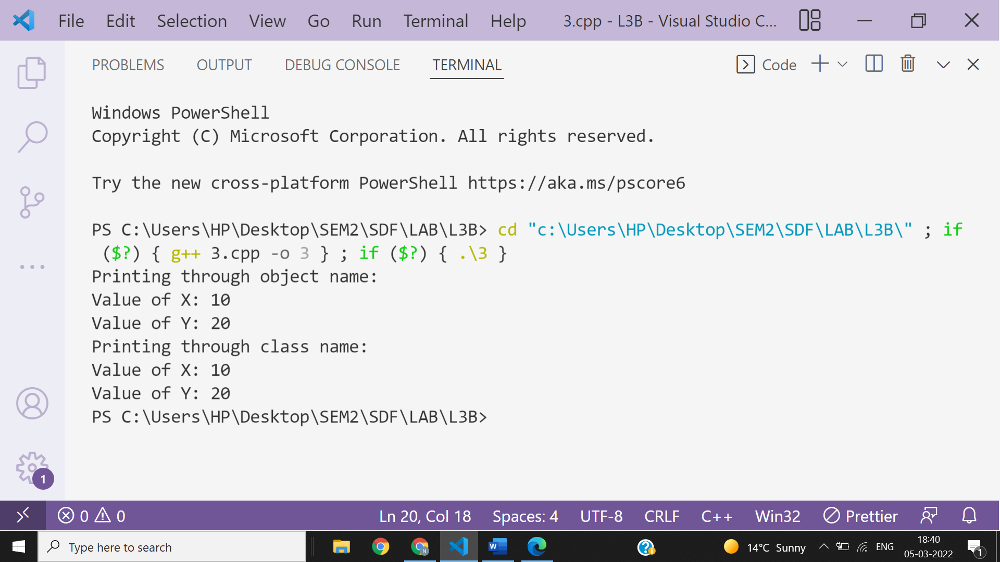 File Edit Selection View Go Run Terminal Help 3.cpp - L3B - Visual Studio C...
PROBLEMS OUTPUT DEBUG CONSOLE TERMINAL Code
Windows PowerShell
Copyright (C) Microsoft Corporation. All rights reserved.
Try the new cross-platform PowerShell https://aka.ms/pscore6
PS C:\Users\HP\Desktop\SEM2\SDF\LAB\L3B> cd "c:\Users\HP\Desktop\SEM2\SDF\LAB\L3B\" ; if
($?) { g++ 3.cpp -o 3 } ; if ($?) { .\3 }
Printing through object name:
Value of X: 10
Value of Y: 20
Printing through class name:
Value of X: 10
Value of Y: 20
PS C:\Users\HP\Desktop\SEM2\SDF\LAB\L3B>
1
0 0 Ln 20, Col 18 Spaces: 4 UTF-8 CRLF C++ Win32 Prettier
Type here to search N W 14°C Sunny ENG 18:40 1
05-03-2022